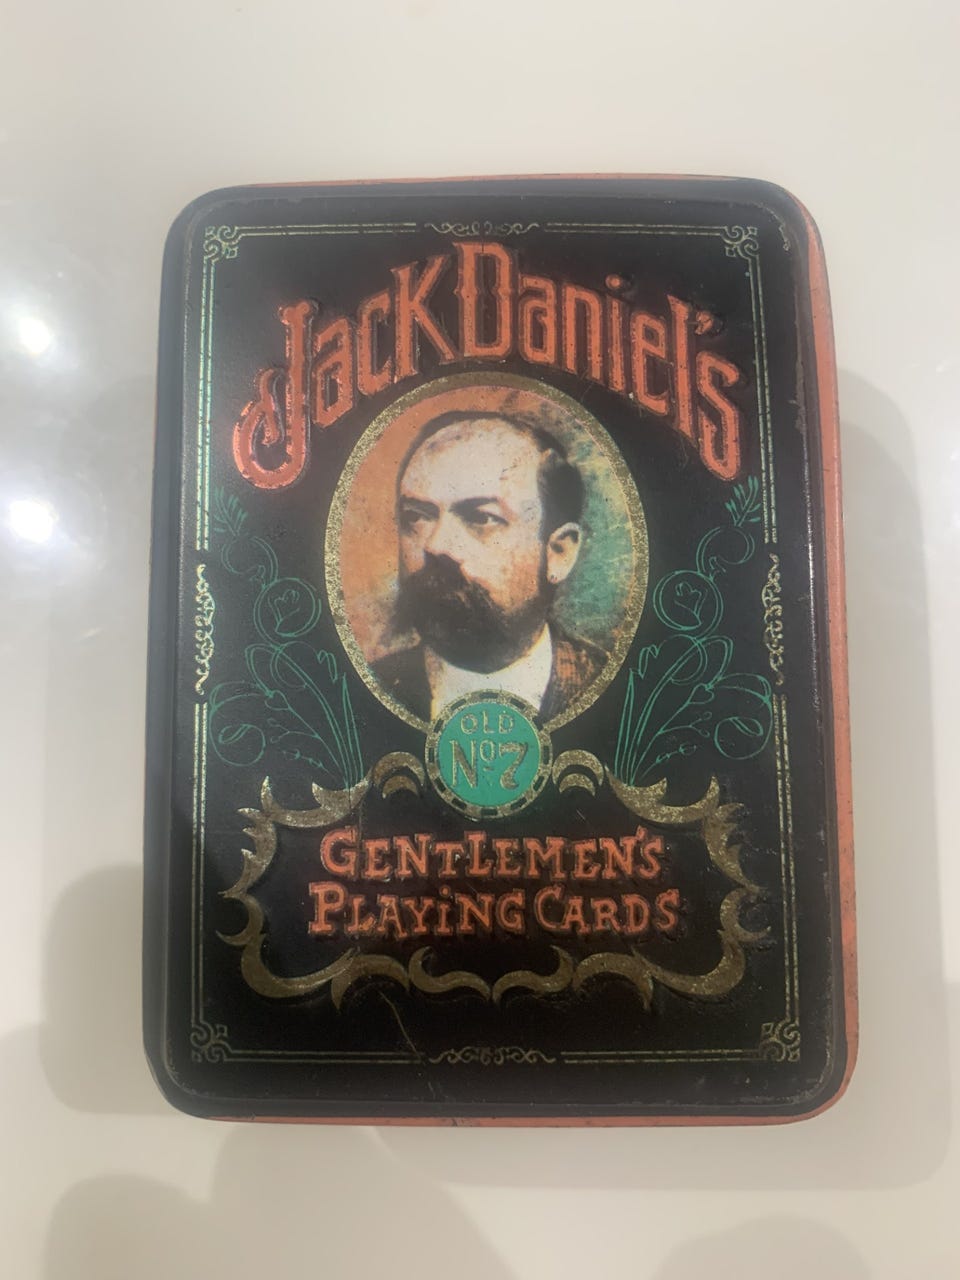 Jack Daniel's
OLD
No. 7
GENTLEMEN'S
PLAYING CARDS